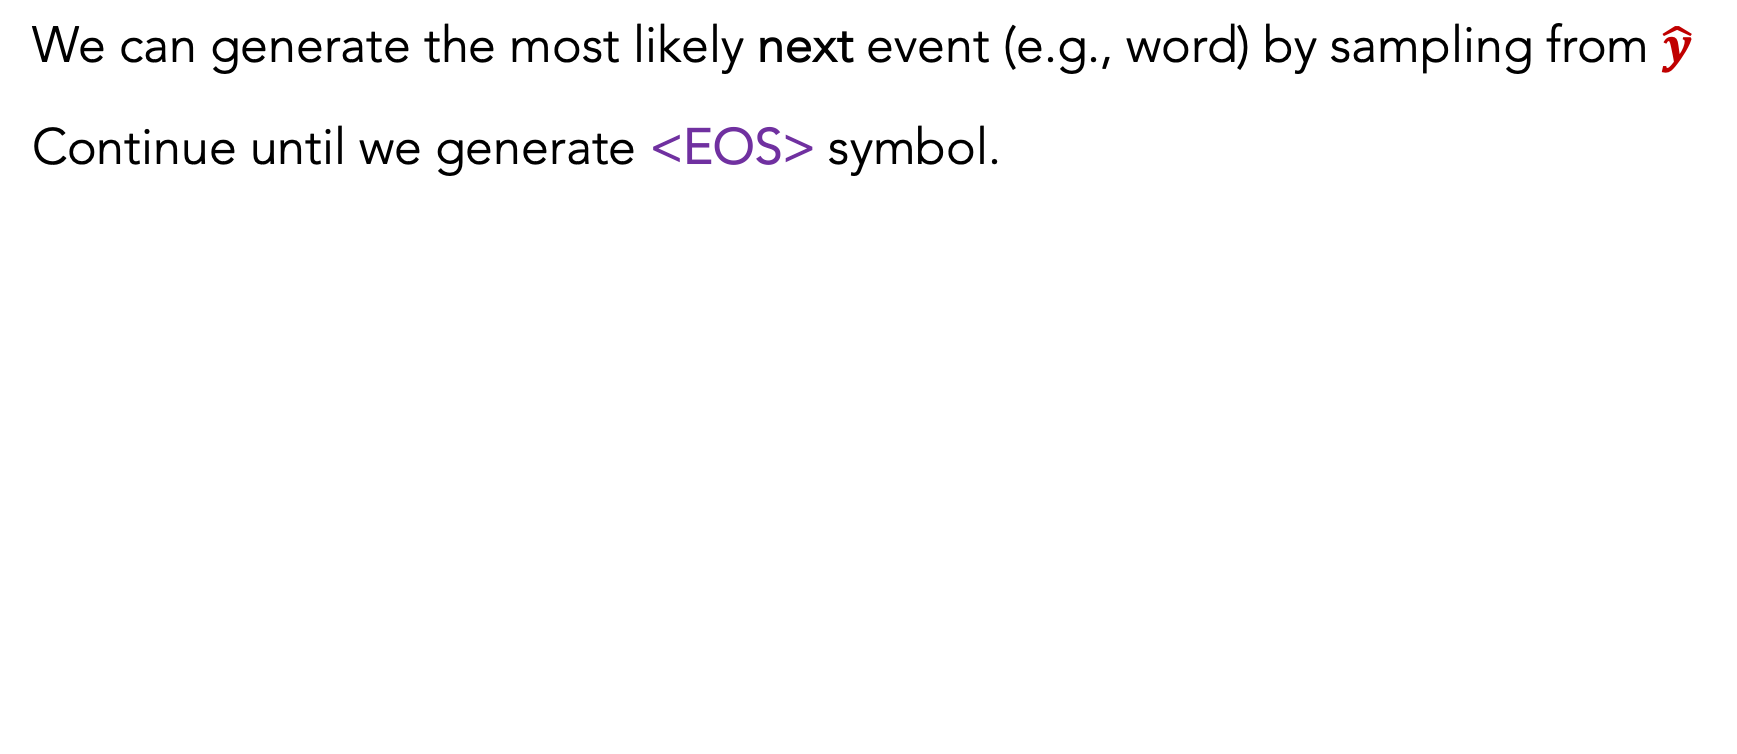 We can generate the most likely next event (e.g., word) by sampling from ŷ
Continue until we generate <EOS> symbol.